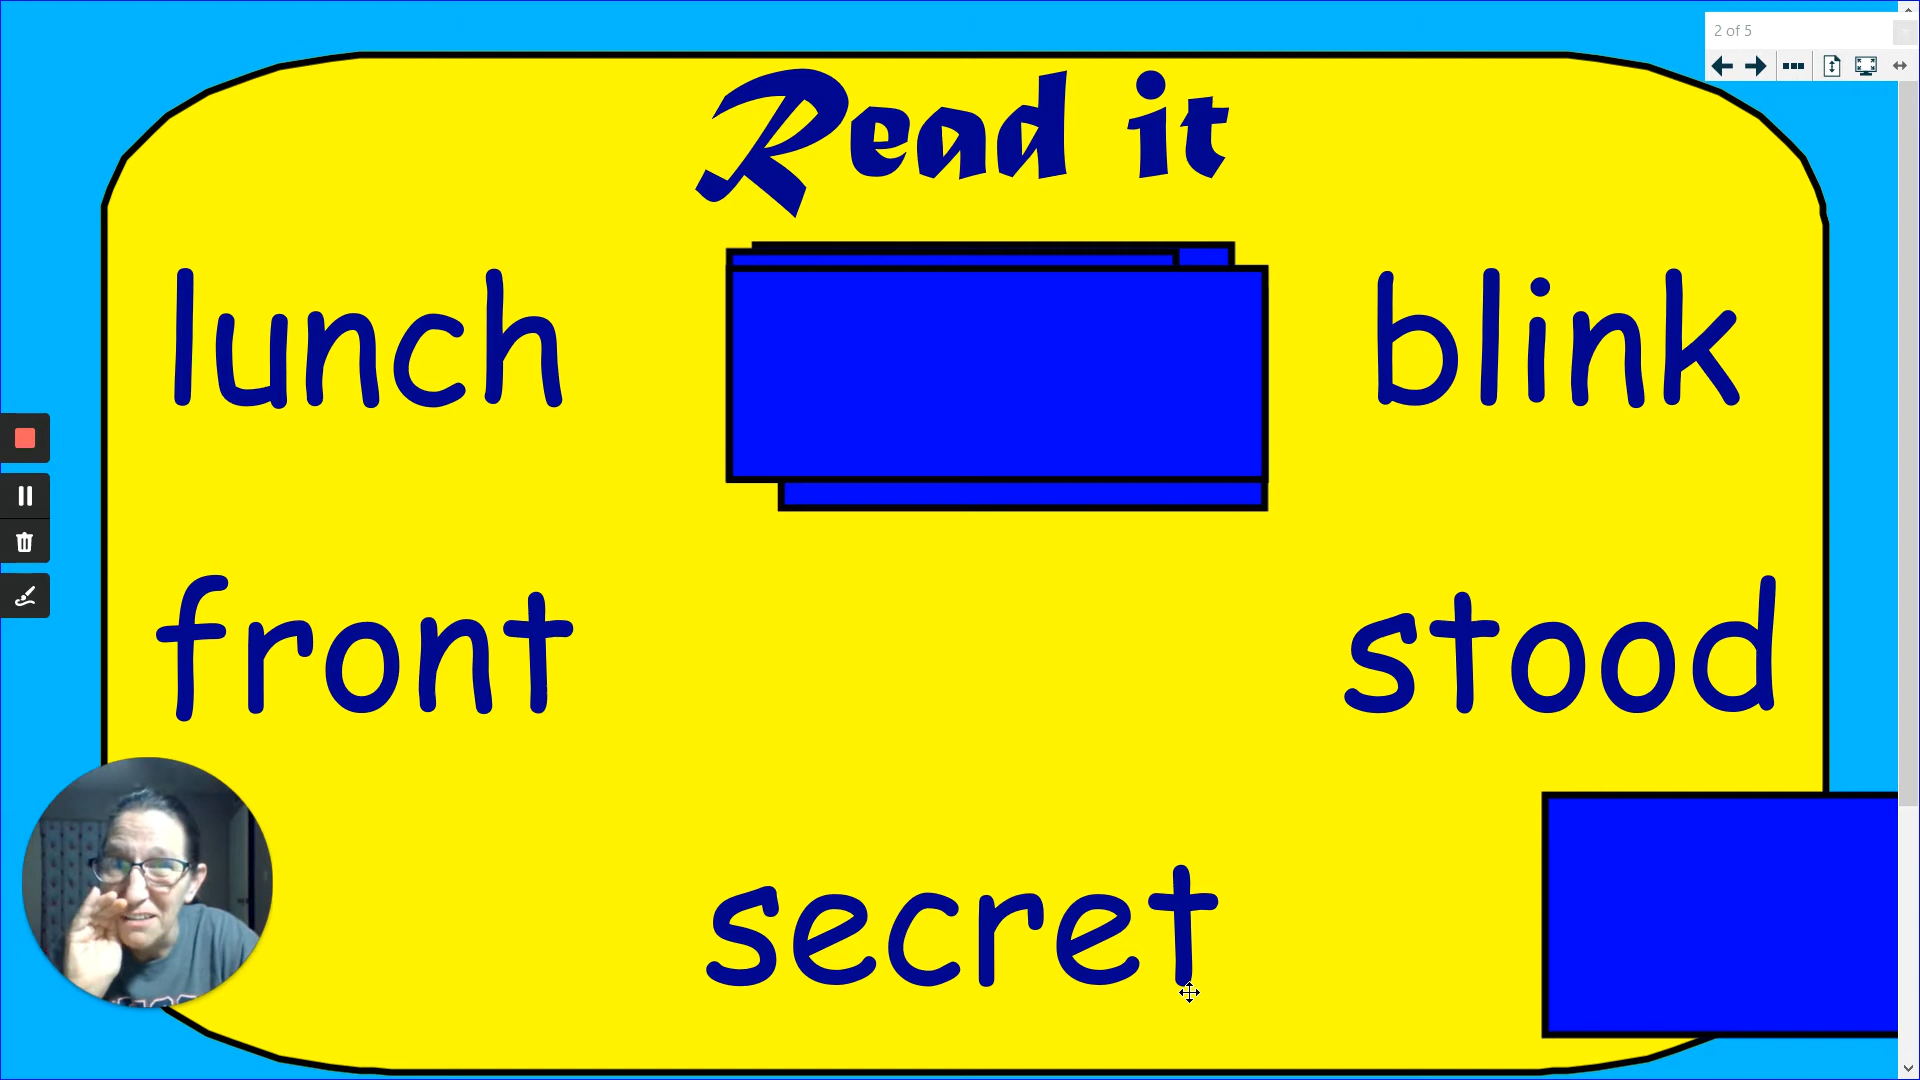 2 of 5
Read it
lunch
blink
front
stood
secret